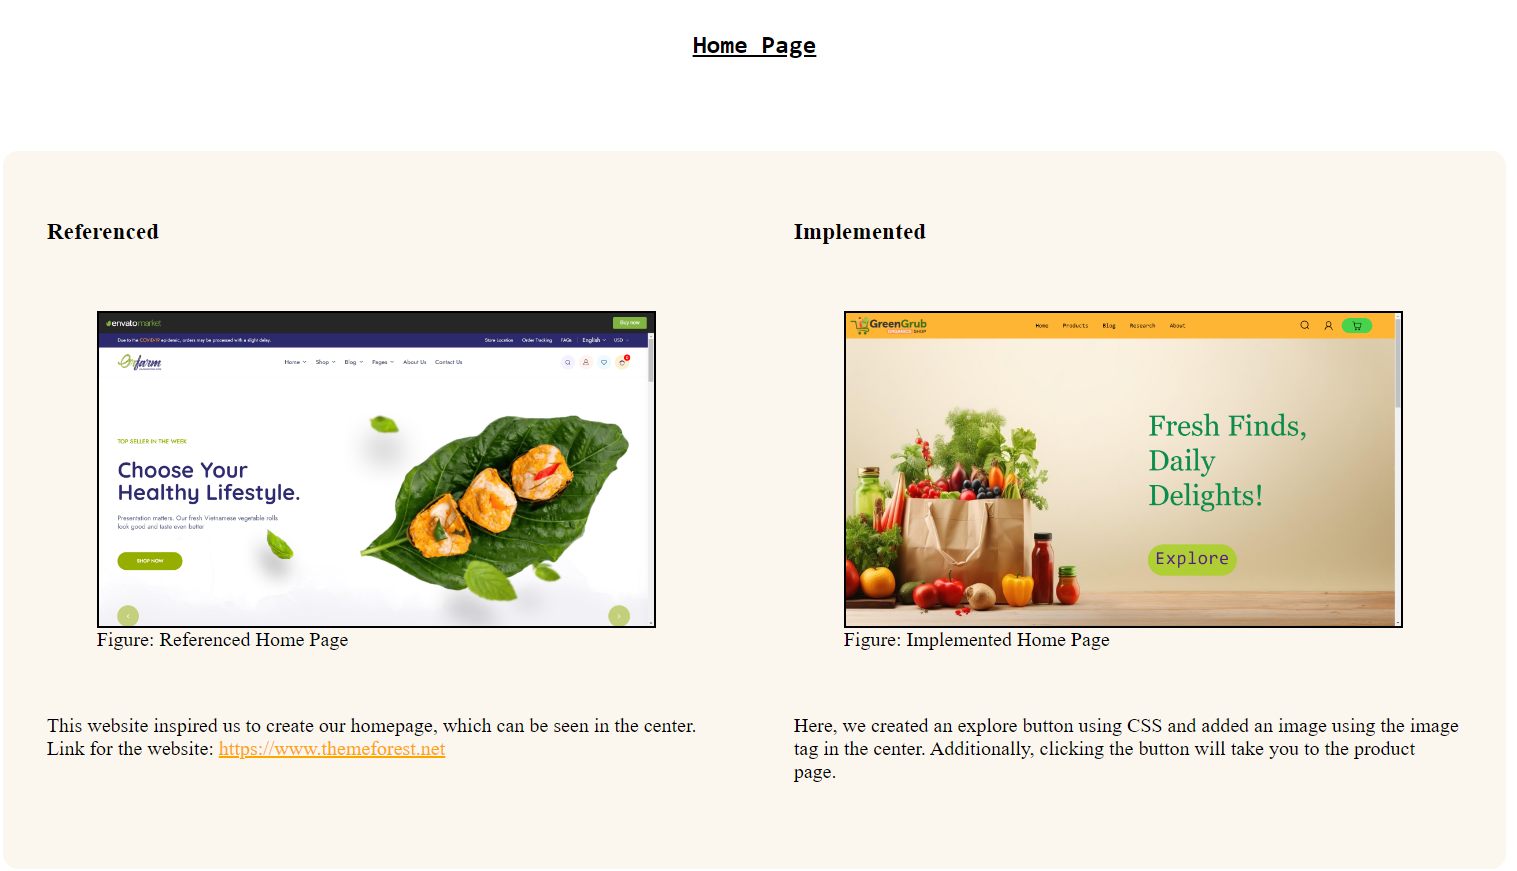 Home Page
Referenced
envatomarket
Buy now
Due to the COVID-19 epidemic, orders may be processed with a slight delay.
Store Location Order Tracking FAQs English USD
Orfarm
Home Shop Blog Pages About Us Contact Us
TOP SELLER IN THE WEEK
Choose Your
Healthy Lifestyle.
Presentation matters. Our fresh Vietnamese vegetable rolls
look good and taste even better
SHOP NOW
Figure: Referenced Home Page
This website inspired us to create our homepage, which can be seen in the center.
Link for the website: https://www.themeforest.net
Implemented
GreenGrub
SHOP
Home Products Blog Research About
Fresh Finds,
Daily
Delights!
Explore
Figure: Implemented Home Page
Here, we created an explore button using CSS and added an image using the image
tag in the center. Additionally, clicking the button will take you to the product
page.